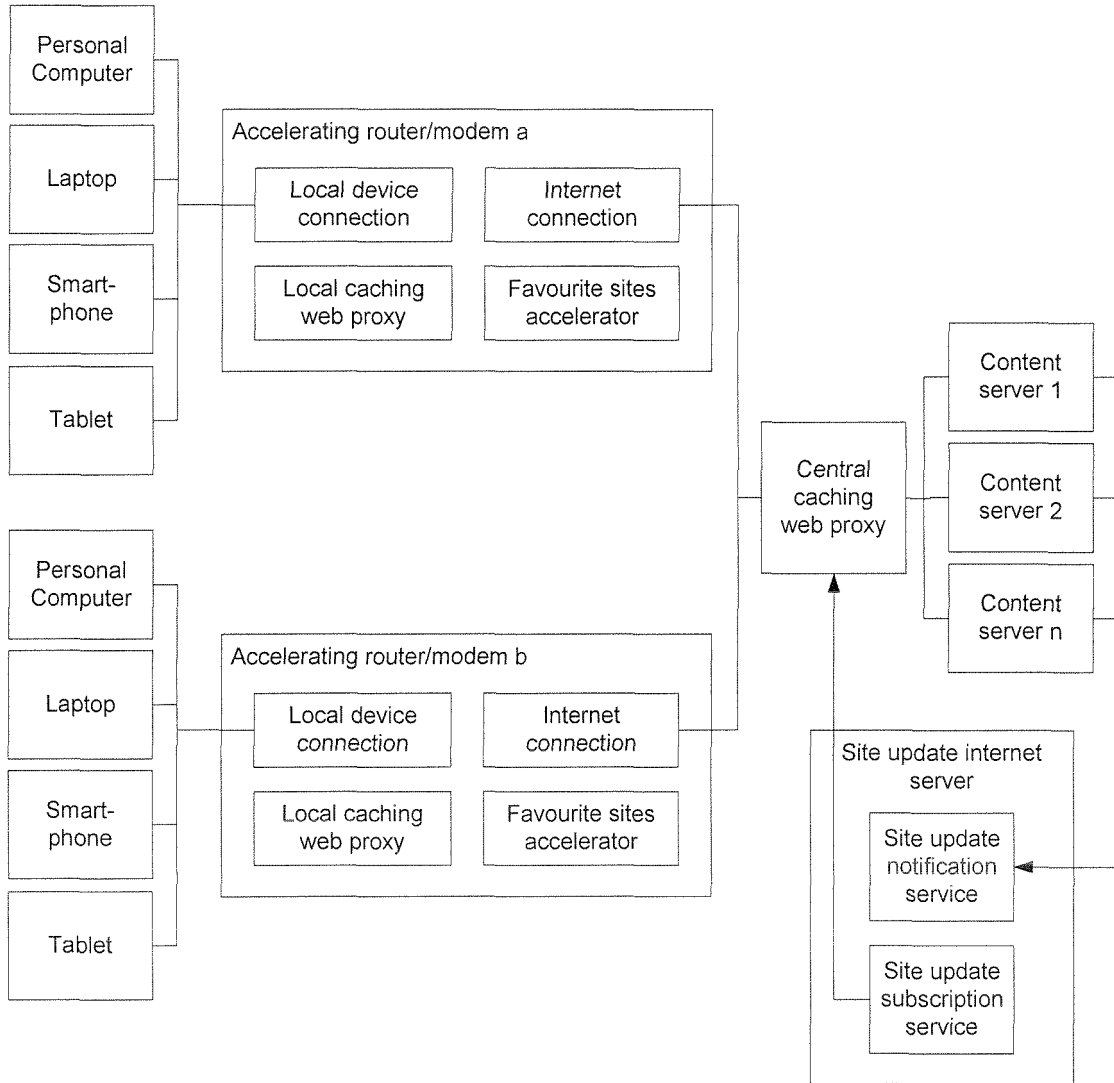 Personal
Computer
Laptop
Smart-
phone
Tablet
Accelerating router/modem a
Local device
connection
Internet
connection
Local caching
web proxy
Favourite sites
accelerator
Personal
Computer
Laptop
Smart-
phone
Tablet
Accelerating router/modem b
Local device
connection
Internet
connection
Local caching
web proxy
Favourite sites
accelerator
Central
caching
web proxy
Content
server 1
Content
server 2
Content
server n
Site update internet
server
Site update
notification
service
Site update
subscription
service